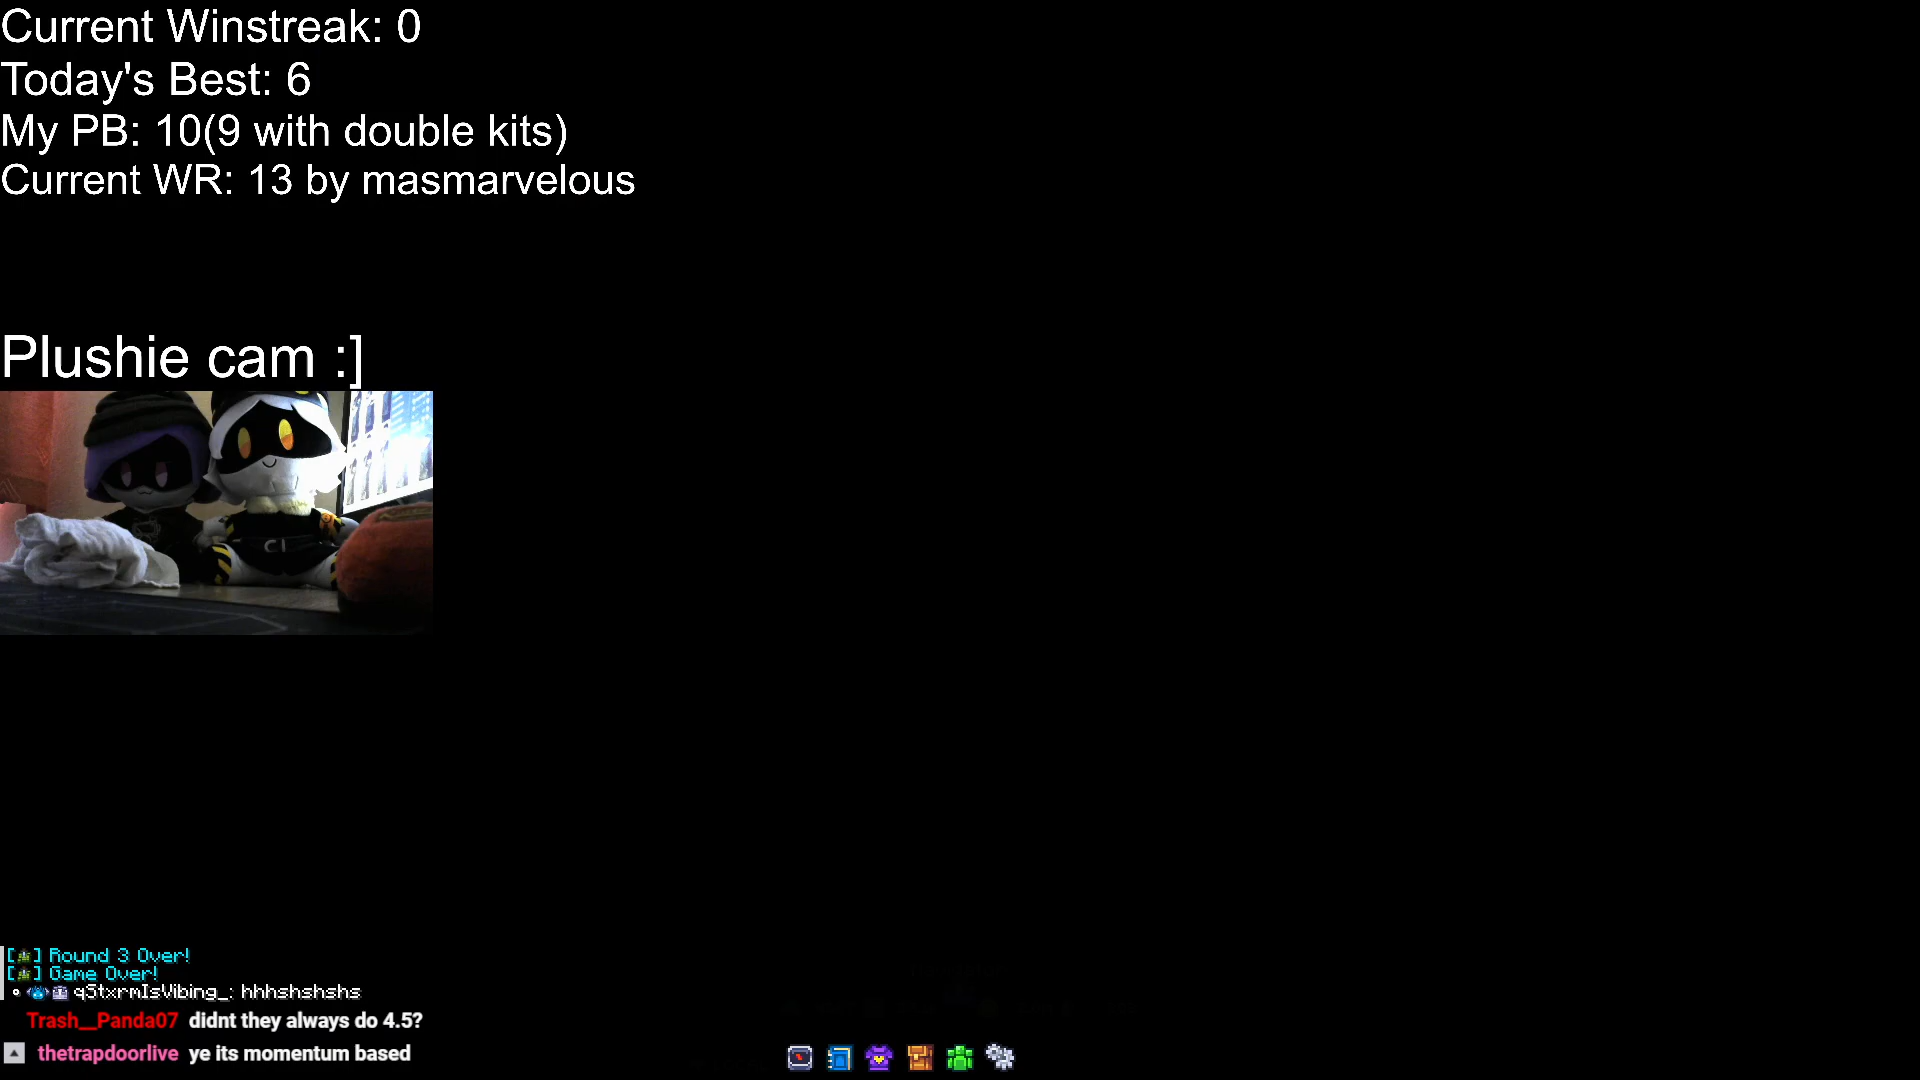 Current Winstreak: 0
Today's Best: 6
My PB: 10(9 with double kits)
Current WR: 13 by masmarvelous
Plushie cam :]
[] Round 3 Over!
[] Game Over!
qStxrmIsVibing_: hhhshshshs
Trash__Panda07 didnt they always do 4.5?
thetrapdoorlive ye its momentum based